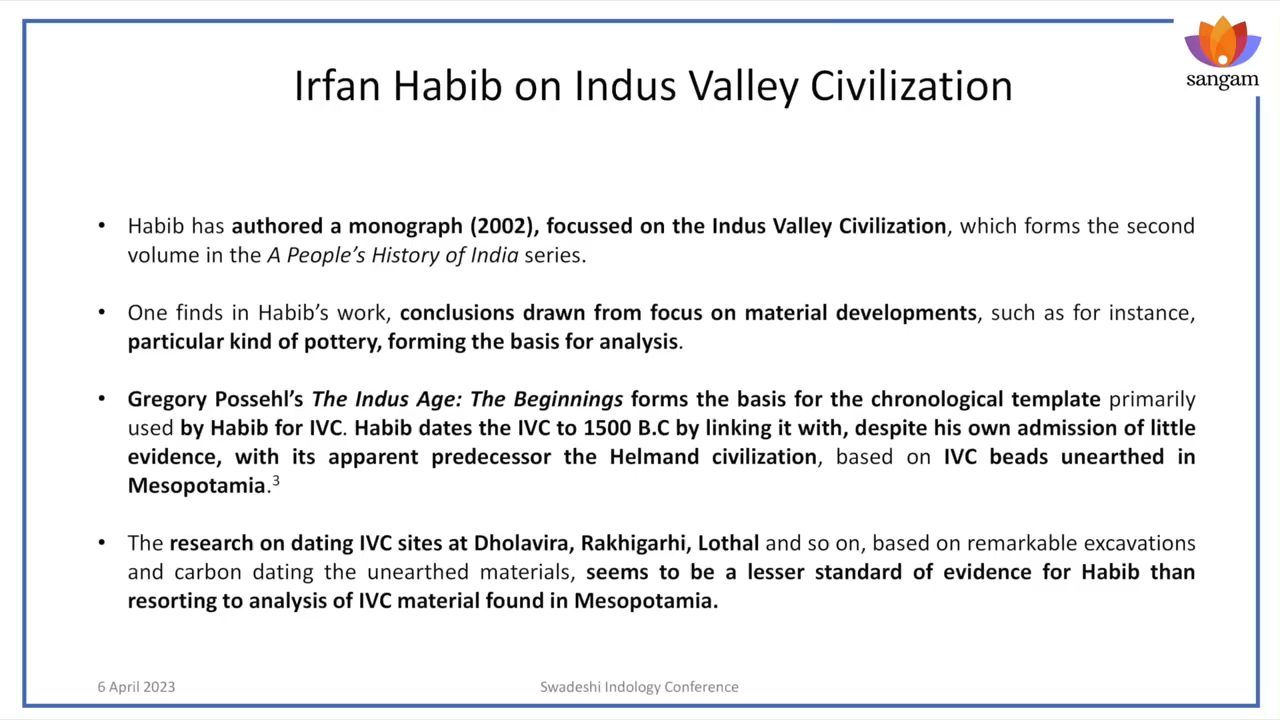 sangam
Irfan Habib on Indus Valley Civilization
• Habib has authored a monograph (2002), focussed on the Indus Valley Civilization, which forms the second
volume in the A People’s History of India series.
• One finds in Habib’s work, conclusions drawn from focus on material developments, such as for instance,
particular kind of pottery, forming the basis for analysis.
• Gregory Possehl’s The Indus Age: The Beginnings forms the basis for the chronological template primarily
used by Habib for IVC. Habib dates the IVC to 1500 B.C by linking it with, despite his own admission of little
evidence, with its apparent predecessor the Helmand civilization, based on IVC beads unearthed in
Mesopotamia.³
• The research on dating IVC sites at Dholavira, Rakhigarhi, Lothal and so on, based on remarkable excavations
and carbon dating the unearthed materials, seems to be a lesser standard of evidence for Habib than
resorting to analysis of IVC material found in Mesopotamia.
6 April 2023
Swadeshi Indology Conference